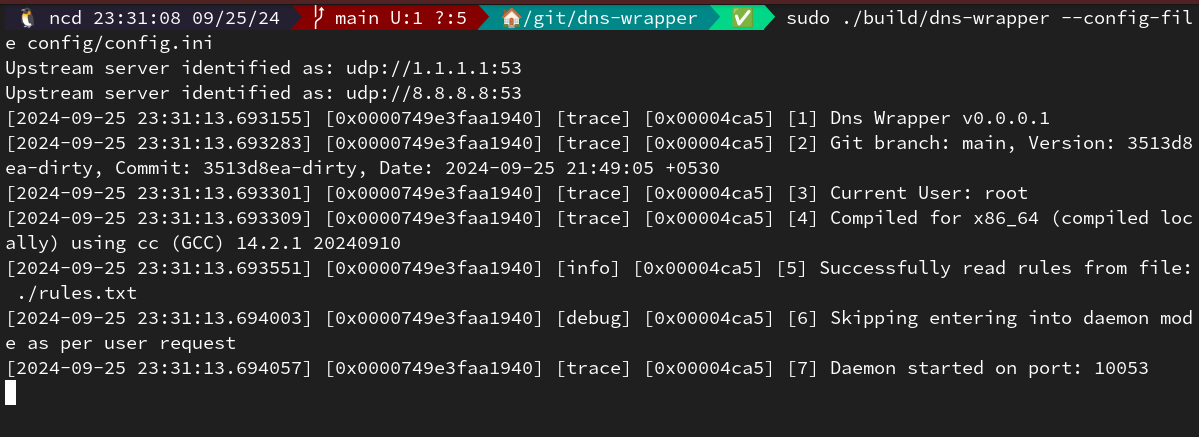 🐧 ncd 23:31:08 09/25/24 main U:1 ?:5 🏠/git/dns-wrapper ✅ sudo ./build/dns-wrapper --config-fil
e config/config.ini
Upstream server identified as: udp://1.1.1.1:53
Upstream server identified as: udp://8.8.8.8:53
[2024-09-25 23:31:13.693155] [0x0000749e3faa1940] [trace] [0x00004ca5] [1] Dns Wrapper v0.0.0.1
[2024-09-25 23:31:13.693283] [0x0000749e3faa1940] [trace] [0x00004ca5] [2] Git branch: main, Version: 3513d8
ea-dirty, Commit: 3513d8ea-dirty, Date: 2024-09-25 21:49:05 +0530
[2024-09-25 23:31:13.693301] [0x0000749e3faa1940] [trace] [0x00004ca5] [3] Current User: root
[2024-09-25 23:31:13.693309] [0x0000749e3faa1940] [trace] [0x00004ca5] [4] Compiled for x86_64 (compiled loc
ally) using cc (GCC) 14.2.1 20240910
[2024-09-25 23:31:13.693551] [0x0000749e3faa1940] [info] [0x00004ca5] [5] Successfully read rules from file:
 ./rules.txt
[2024-09-25 23:31:13.694003] [0x0000749e3faa1940] [debug] [0x00004ca5] [6] Skipping entering into daemon mod
e as per user request
[2024-09-25 23:31:13.694057] [0x0000749e3faa1940] [trace] [0x00004ca5] [7] Daemon started on port: 10053